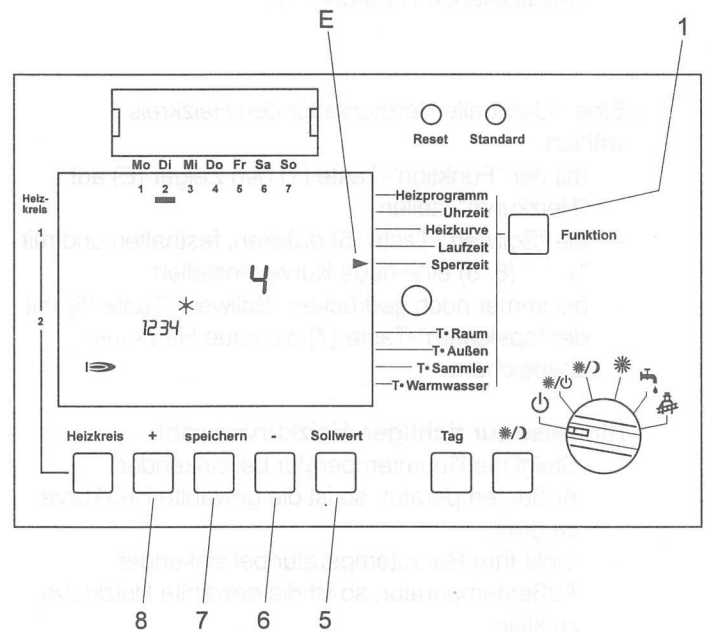 E
1
Reset Standard
Mo Di Mi Do Fr Sa So
1 2 3 4 5 6 7
Heiz-
kreis
1
2
4
1234
Heizprogramm
Uhrzeit
Heizkurve
Laufzeit
Sperrzeit
Funktion
T•Raum
T•Außen
T•Sammler
T•Warmwasser
Heizkreis + speichern - Sollwert Tag
8 7 6 5